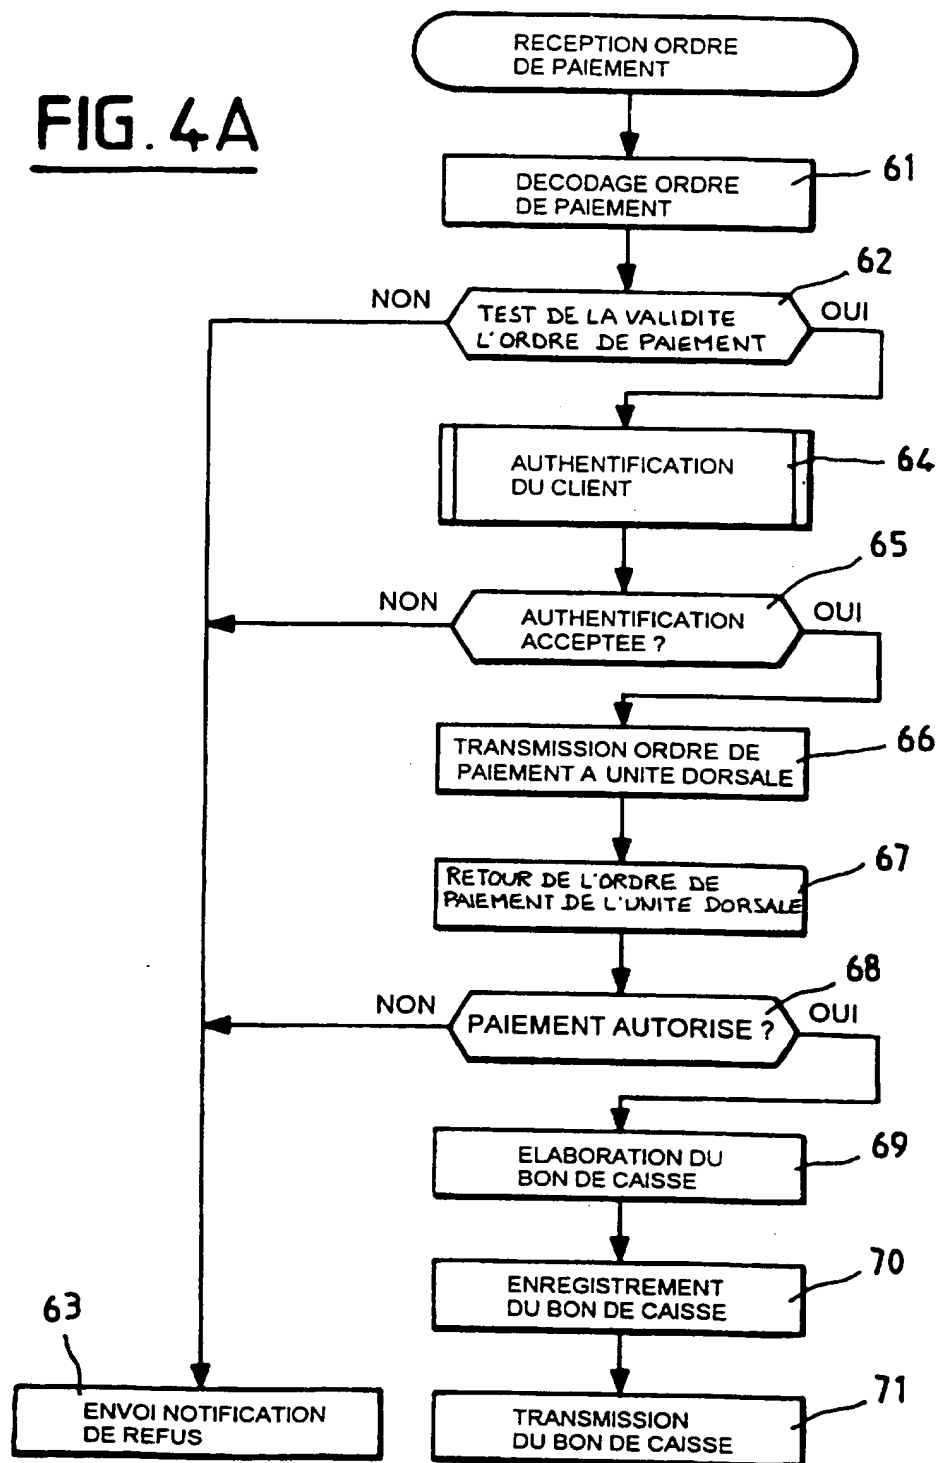 RECEPTION ORDRE
DE PAIEMENT
FIG. 4A
61
DECODAGE ORDRE
DE PAIEMENT
62
NON
OUI
TEST DE LA VALIDITE
L'ORDRE DE PAIEMENT
AUTHENTIFICATION
DU CLIENT
64
65
NON
OUI
AUTHENTIFICATION
ACCEPTEE ?
66
TRANSMISSION ORDRE DE
PAIEMENT A UNITE DORSALE
67
RETOUR DE L'ORDRE DE
PAIEMENT DE L'UNITE DORSALE
68
NON
OUI
PAIEMENT AUTORISE ?
69
ELABORATION DU
BON DE CAISSE
70
ENREGISTREMENT
DU BON DE CAISSE
63
ENVOI NOTIFICATION
DE REFUS
71
TRANSMISSION
DU BON DE CAISSE